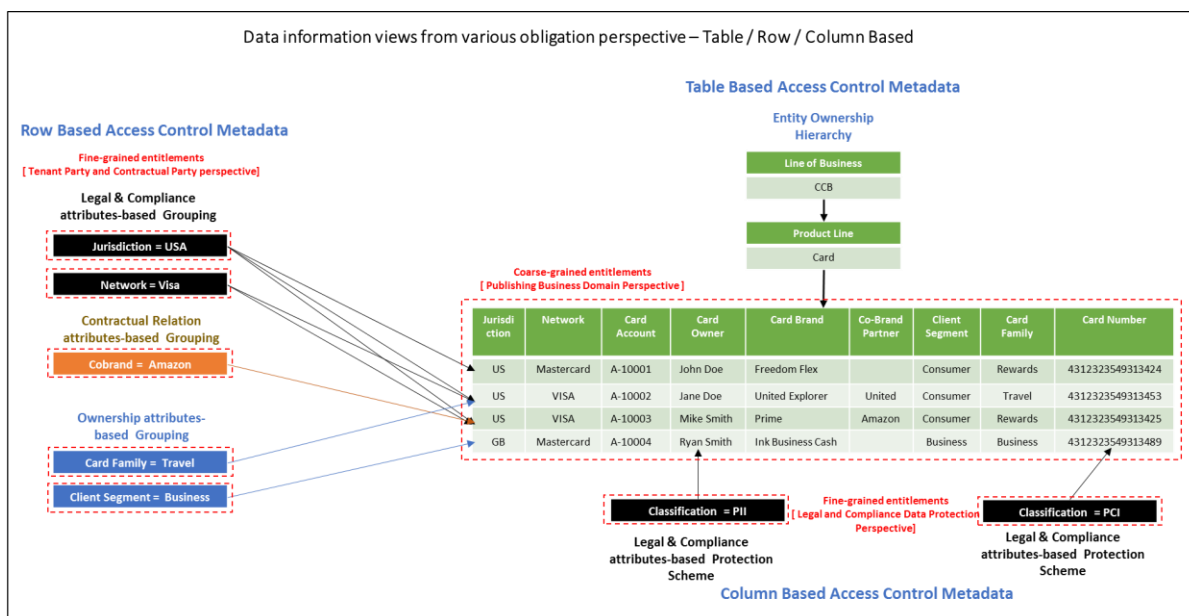 Data information views from various obligation perspective – Table / Row / Column Based
Table Based Access Control Metadata
Row Based Access Control Metadata
Fine-grained entitlements
[ Tenant Party and Contractual Party perspective]
Legal & Compliance
attributes-based Grouping
Jurisdiction = USA
Network = Visa
Contractual Relation
attributes-based Grouping
Cobrand = Amazon
Ownership attributes-
based Grouping
Card Family = Travel
Client Segment = Business
Entity Ownership
Hierarchy
Line of Business
CCB
Product Line
Card
Coarse-grained entitlements
[ Publishing Business Domain Perspective]
Jurisdi Network Card Card Card Brand Co-Brand Client Card Card Number
ction Account Owner Partner Segment Family
US Mastercard A-10001 John Doe Freedom Flex Consumer Rewards 4312323549313424
US VISA A-10002 Jane Doe United Explorer United Consumer Travel 4312323549313453
US VISA A-10003 Mike Smith Prime Amazon Consumer Rewards 4312323549313425
GB Mastercard A-10004 Ryan Smith Ink Business Cash Business Business 4312323549313489
Classification = PII
Legal & Compliance
attributes-based Protection
Scheme
Fine-grained entitlements
[ Legal and Compliance Data Protection
Perspective]
Classification = PCI
Legal & Compliance
attributes-based Protection
Scheme
Column Based Access Control Metadata